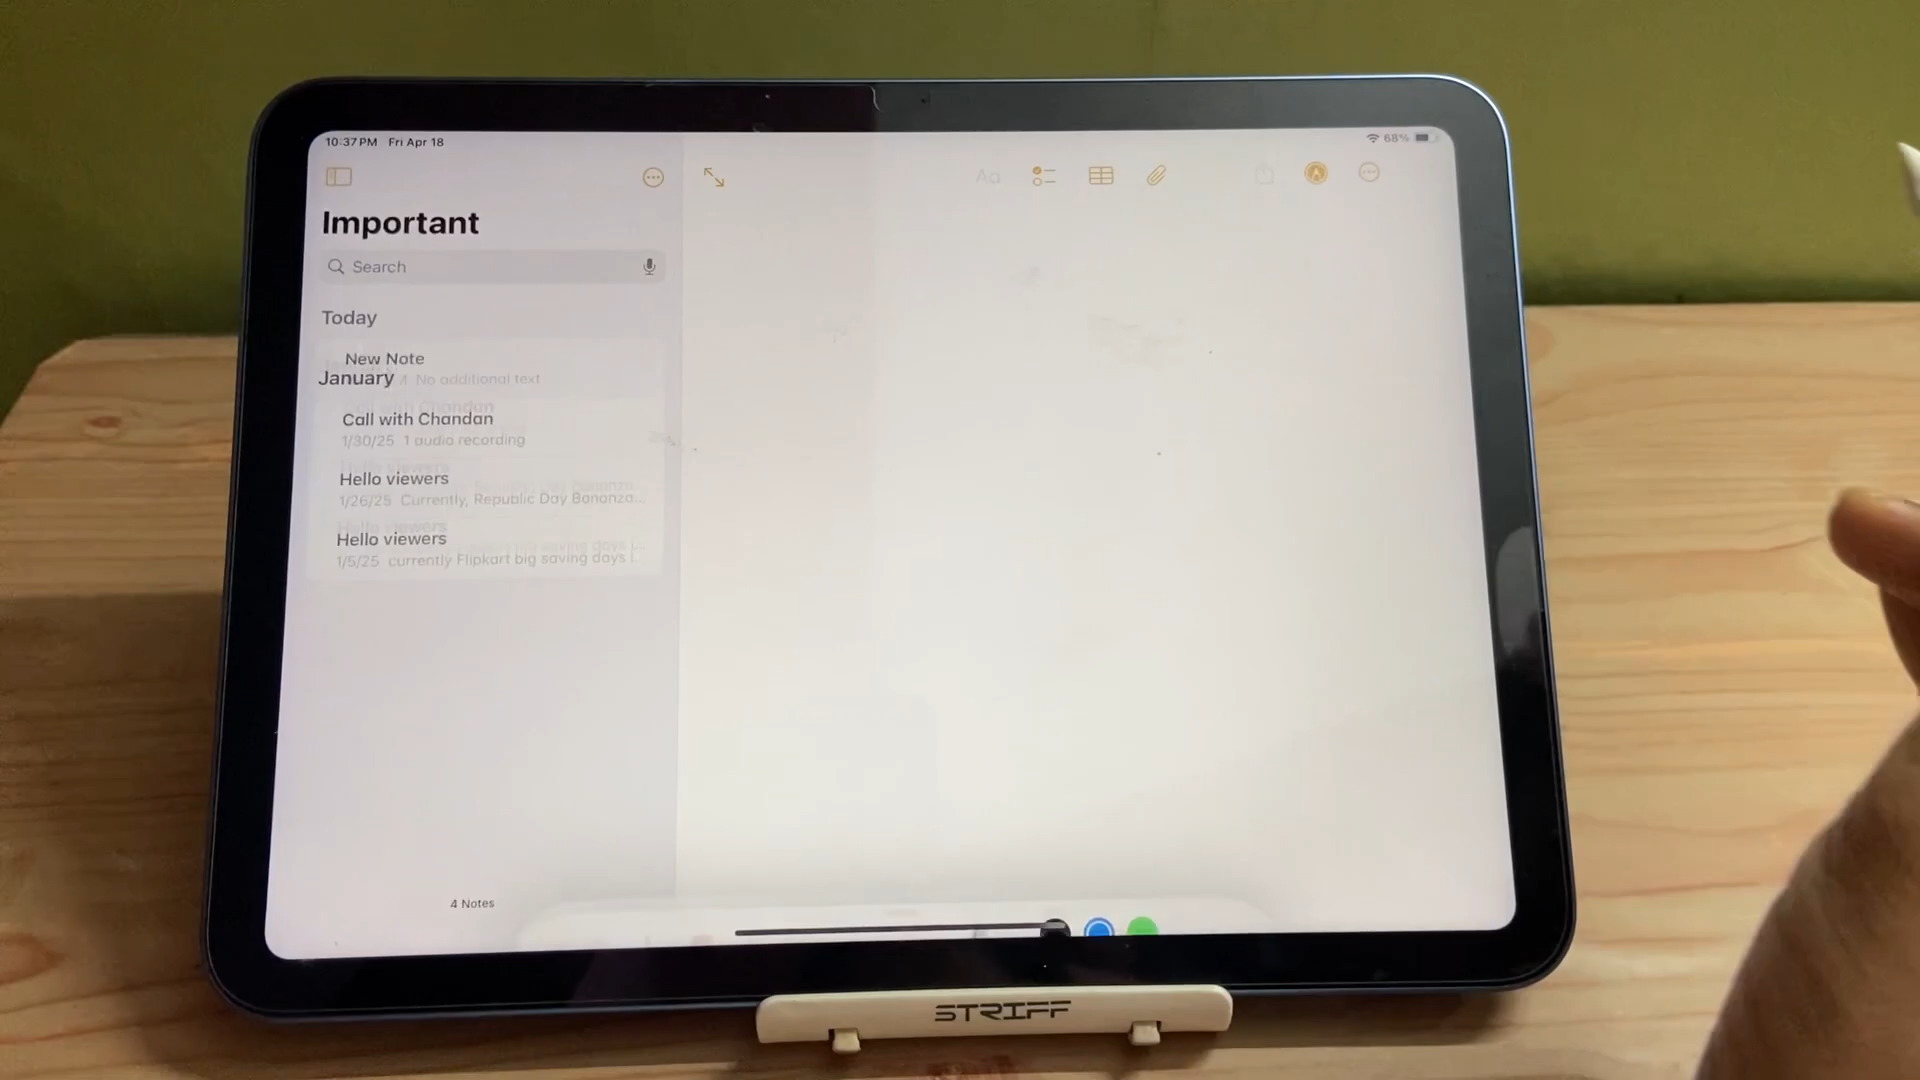 10:37 PM Fri Apr 18
68%
Aa
Important
Search
Today
New Note
No additional text
January
Call with Chandan
1/30/25 1 audio recording
Hello viewers
1/26/25 Currently, Republic Day Bonanza...
Hello viewers
1/5/25 currently Flipkart big saving days
4 Notes
STRIFF